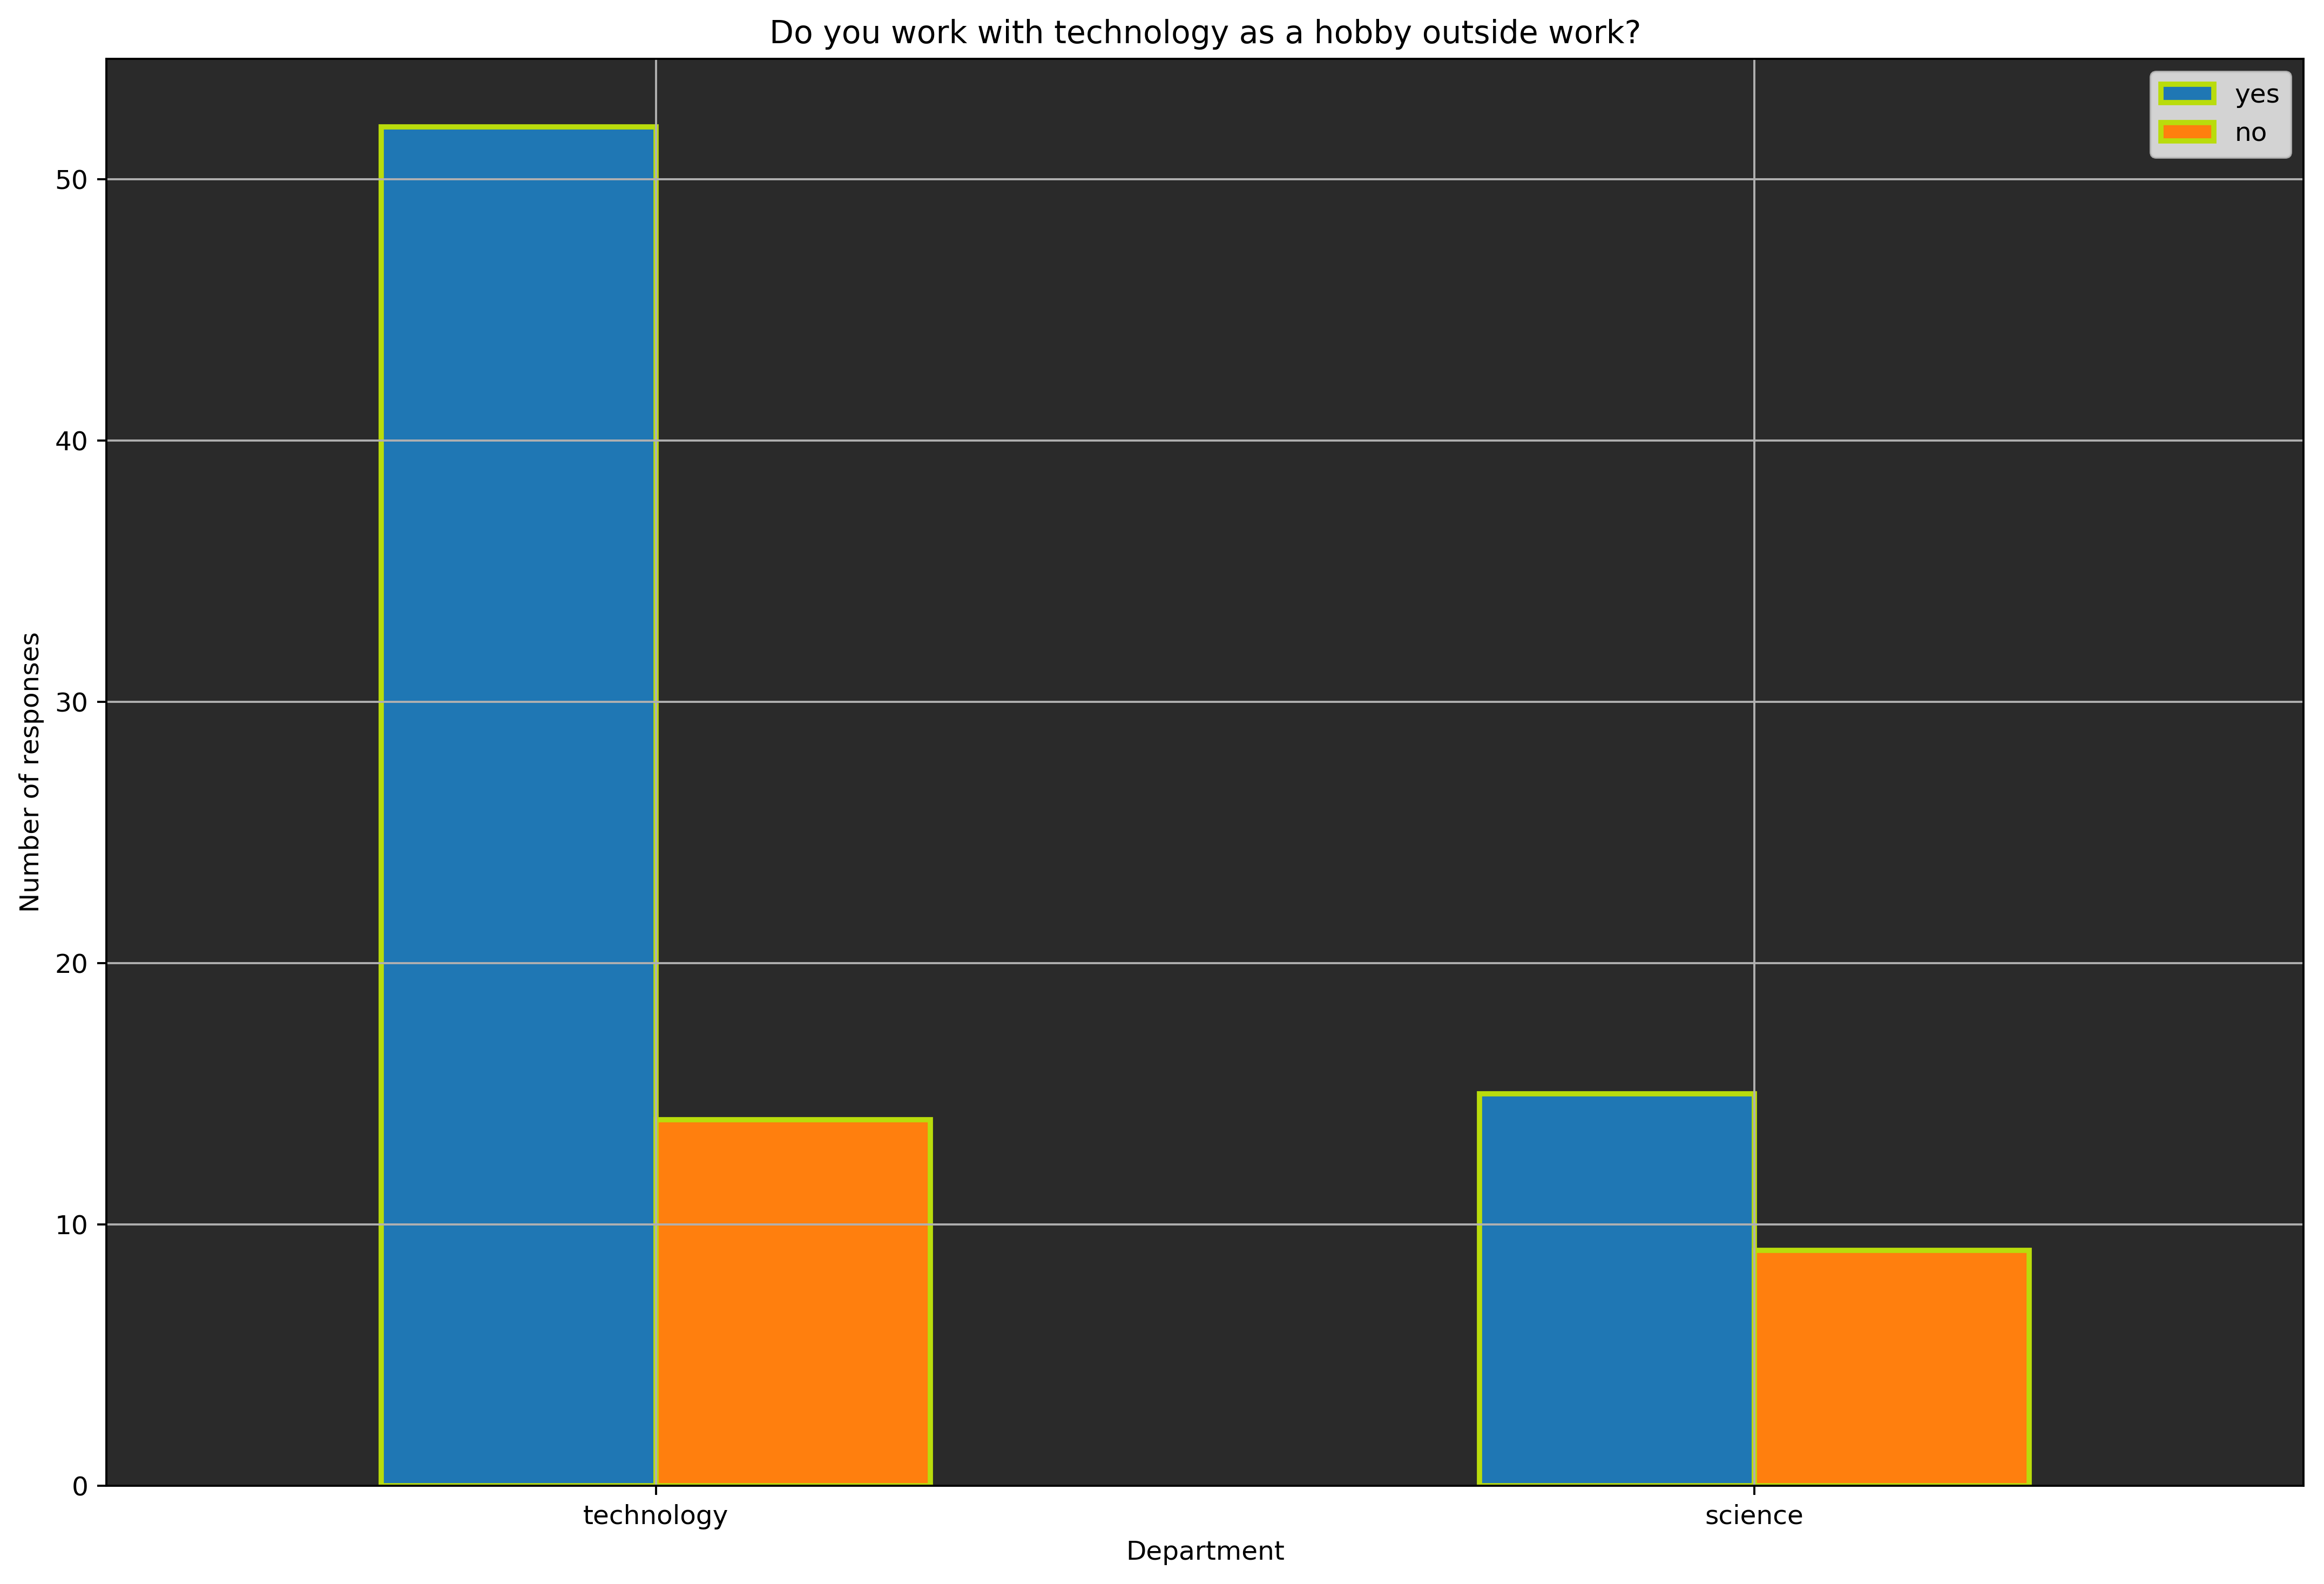 Do you work with technology as a hobby outside work?
yes
no
Number of responses
50
40
30
20
10
0
technology
science
Department